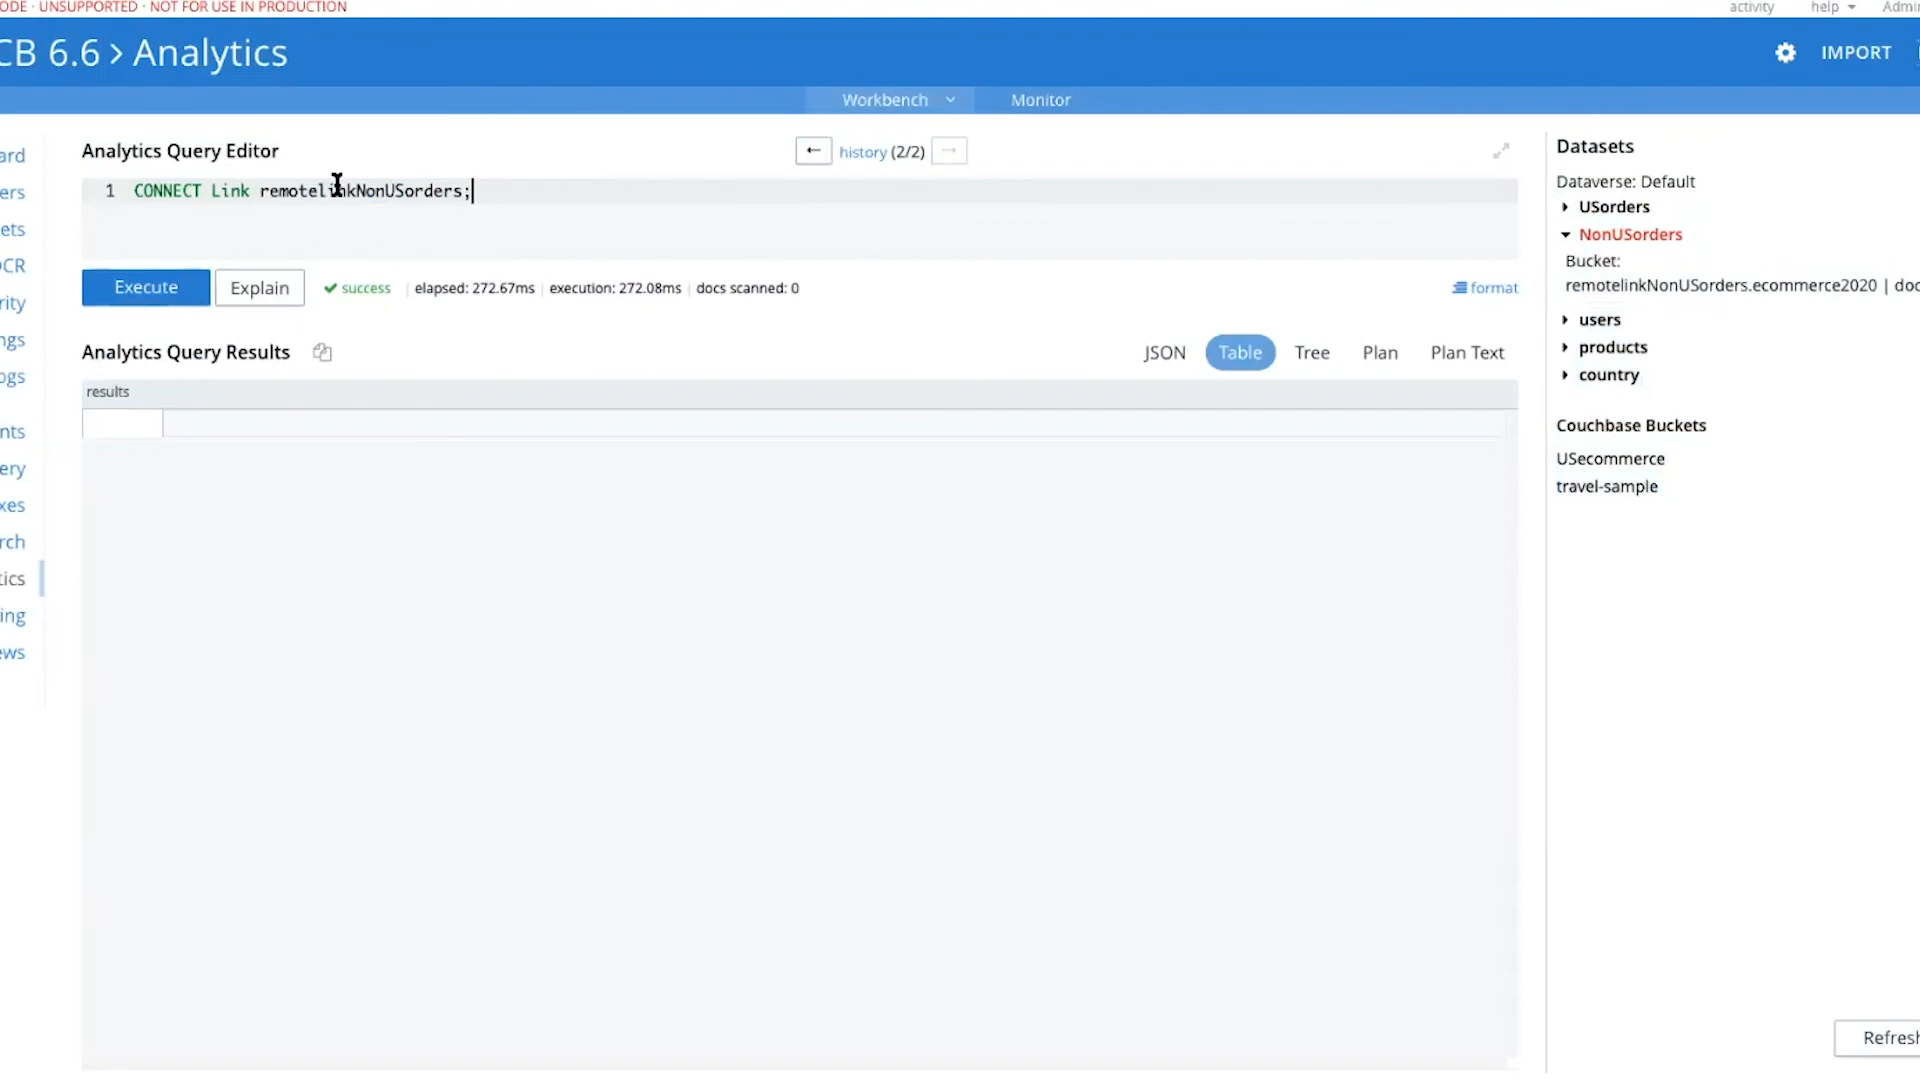 ODE · UNSUPPORTED · NOT FOR USE IN PRODUCTION
activity help Admin
CB 6.6 > Analytics
IMPORT
Workbench Monitor
ard
ers
ets
OCR
rity
ngs
ogs
nts
ery
xes
rch
tics
ing
ews
Analytics Query Editor
history (2/2)
1 CONNECT Link remotelinkNonUSorders;
Execute Explain success elapsed: 272.67ms execution: 272.08ms docs scanned: 0
format
Analytics Query Results
JSON Table Tree Plan Plan Text
results
Datasets
Dataverse: Default
USorders
NonUSorders
Bucket:
remotelinkNonUSorders.ecommerce2020 | doc
users
products
country
Couchbase Buckets
USecommerce
travel-sample
Refresh